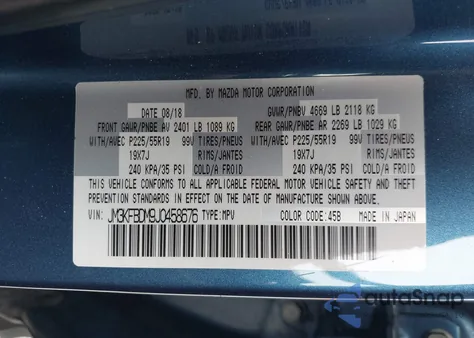 MFD. BY MAZDA MOTOR CORPORATION
DATE 08/18 GVWR/PNBV 4669 LB 2118 KG
FRONT GAWR/PNBE AV 2401 LB 1089 KG REAR GAWR/PNBE AR 2269 LB 1029 KG
WITH/AVEC P225/55R19 99V TIRES/PNEUS WITH/AVEC P225/55R19 99V TIRES/PNEUS
19X7J RIMS/JANTES 19X7J RIMS/JANTES
240 KPA/35 PSI COLD/A FROID 240 KPA/35 PSI COLD/A FROID
THIS VEHICLE CONFORMS TO ALL APPLICABLE FEDERAL MOTOR VEHICLE SAFETY AND THEFT
PREVENTION STANDARDS IN EFFECT ON THE DATE OF MANUFACTURE SHOWN ABOVE.
VIN: JM3KFBDM9J0458676 TYPE: MPV COLOR CODE: 45B MADE IN JAPAN
autoSnap